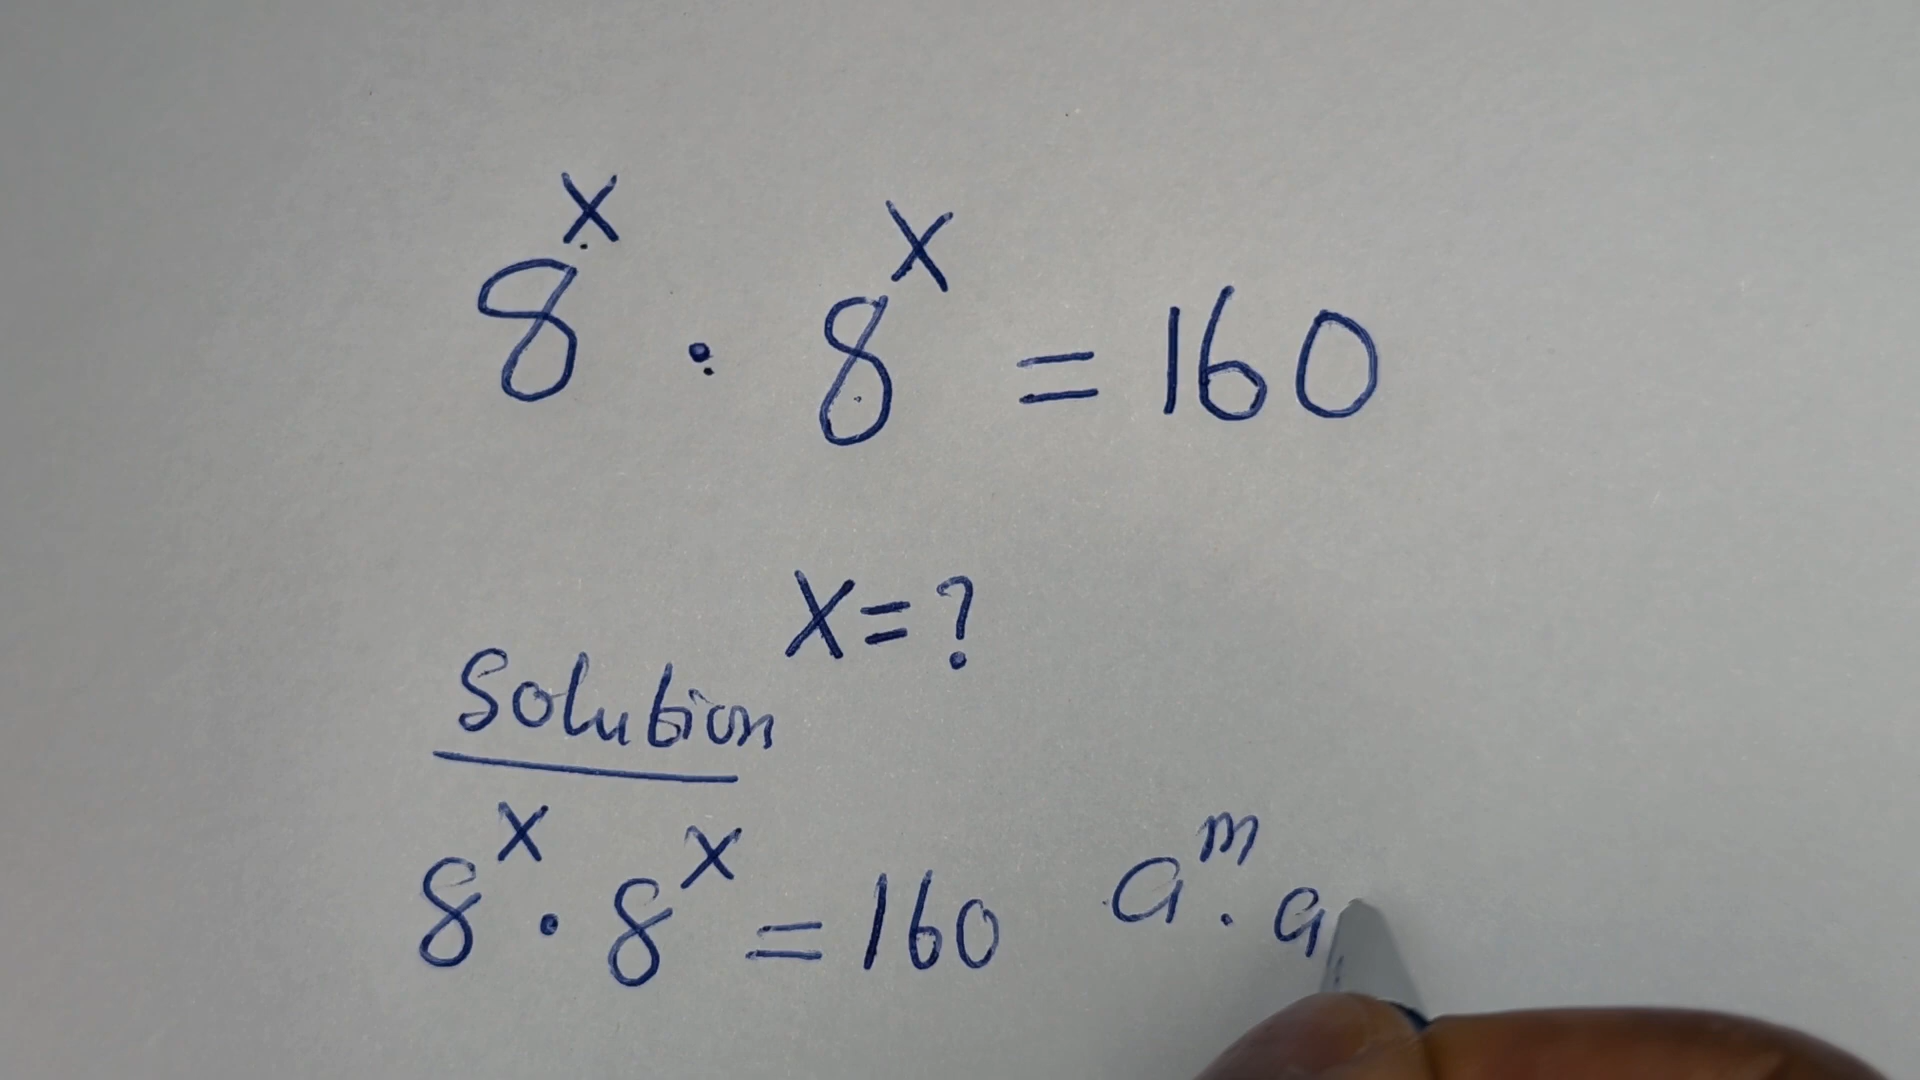 8^x · 8^x = 160
x = ?
Solution
8^x · 8^x = 160 a^m · a